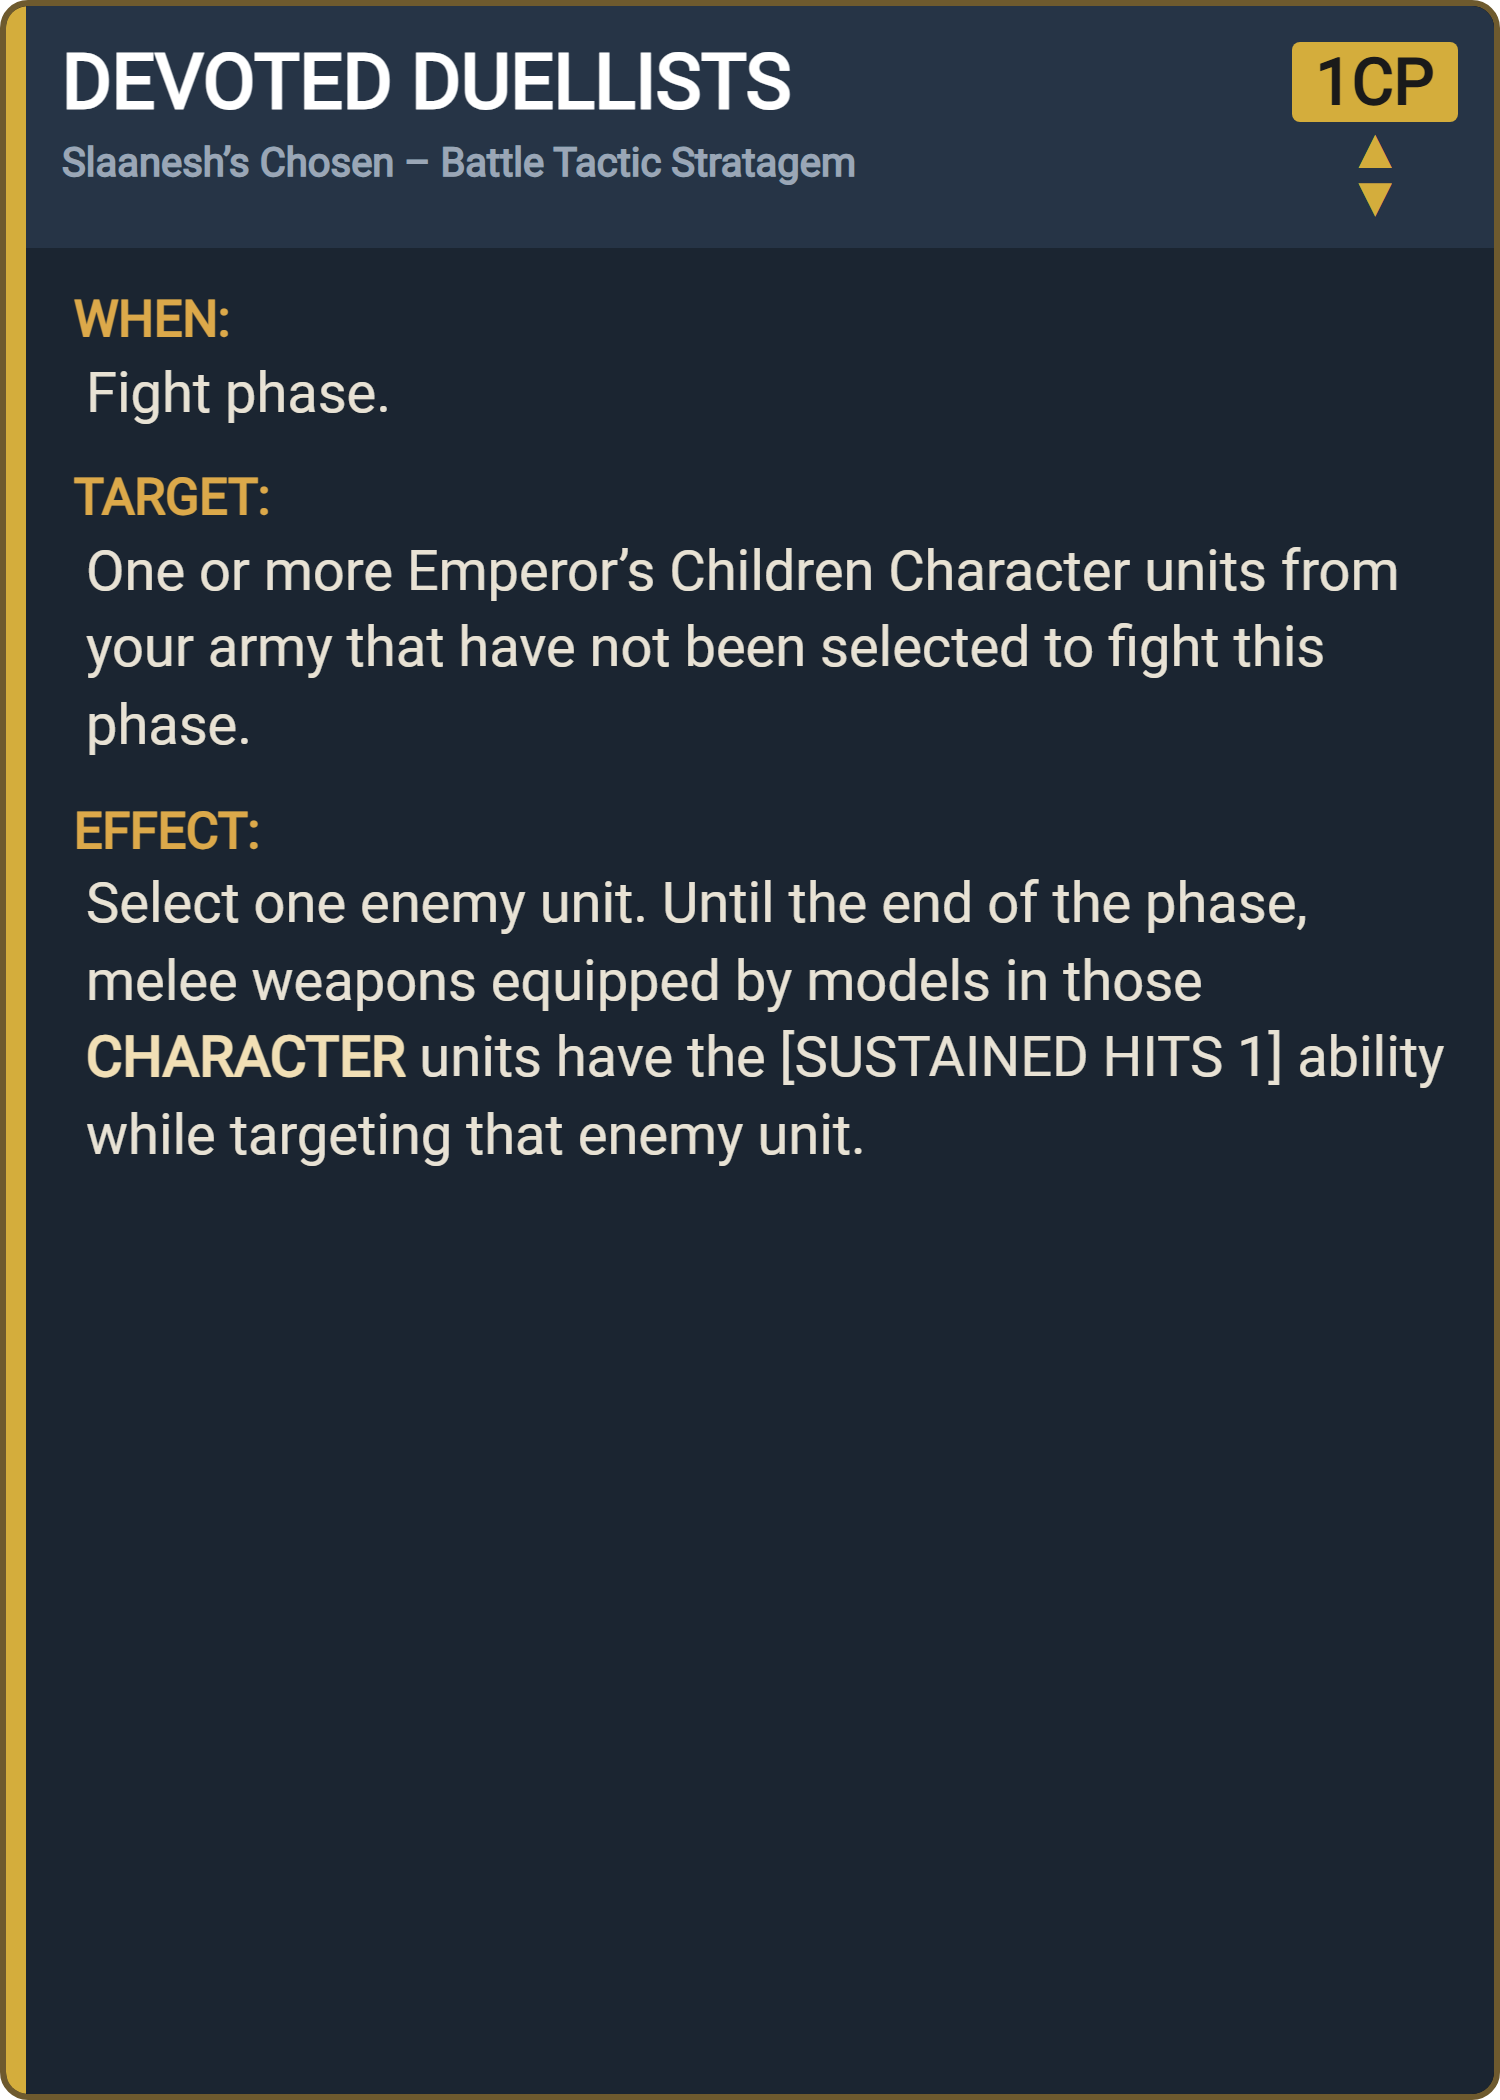 DEVOTED DUELLISTS
1CP
Slaanesh’s Chosen – Battle Tactic Stratagem
▲
▼
WHEN:
Fight phase.
TARGET:
One or more Emperor’s Children Character units from
your army that have not been selected to fight this
phase.
EFFECT:
Select one enemy unit. Until the end of the phase,
melee weapons equipped by models in those
CHARACTER units have the [SUSTAINED HITS 1] ability
while targeting that enemy unit.